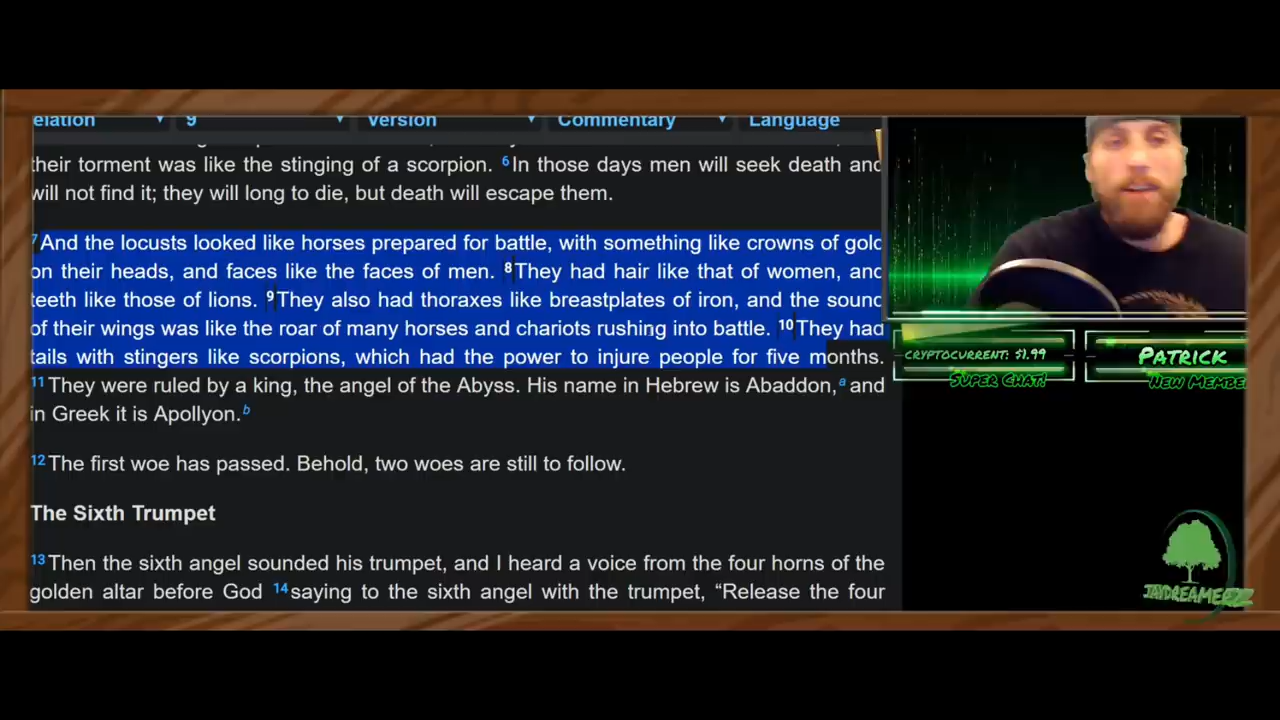 elation 9 Version Commentary Language
their torment was like the stinging of a scorpion. 6 In those days men will seek death and
will not find it; they will long to die, but death will escape them.
7 And the locusts looked like horses prepared for battle, with something like crowns of gold
on their heads, and faces like the faces of men. 8 They had hair like that of women, and
teeth like those of lions. 9 They also had thoraxes like breastplates of iron, and the sound
of their wings was like the roar of many horses and chariots rushing into battle. 10 They had
tails with stingers like scorpions, which had the power to injure people for five months.
11 They were ruled by a king, the angel of the Abyss. His name in Hebrew is Abaddon,a and
in Greek it is Apollyon.b
12 The first woe has passed. Behold, two woes are still to follow.
The Sixth Trumpet
13 Then the sixth angel sounded his trumpet, and I heard a voice from the four horns of the
golden altar before God 14 saying to the sixth angel with the trumpet, “Release the four
CRYPTOCURRENT: $1.99
SUPER CHAT!
PATRICK
NEW MEMBE
JAYDREAMERZZ